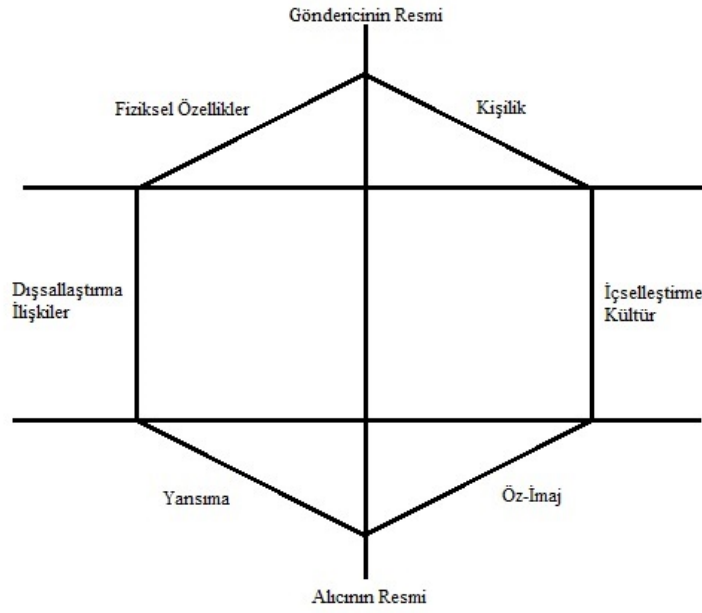 Göndericinin Resmi
Fiziksel Özellikler
Kişilik
Dışsallaştırma
İlişkiler
İçselleştirme
Kültür
Yansıma
Öz-İmaj
Alıcının Resmi